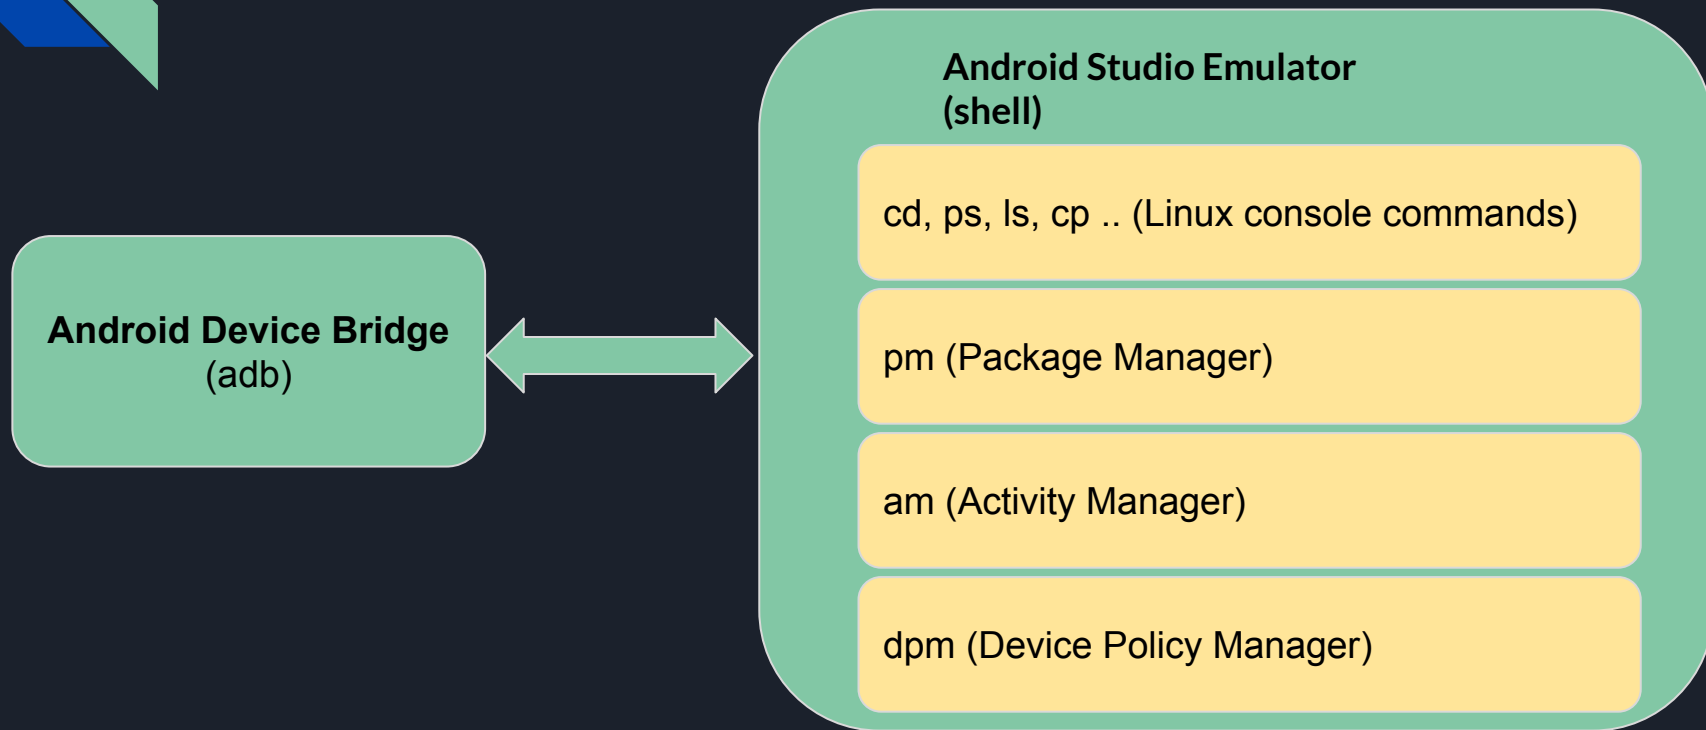 Android Studio Emulator
(shell)
cd, ps, ls, cp .. (Linux console commands)
Android Device Bridge
(adb)
pm (Package Manager)
am (Activity Manager)
dpm (Device Policy Manager)